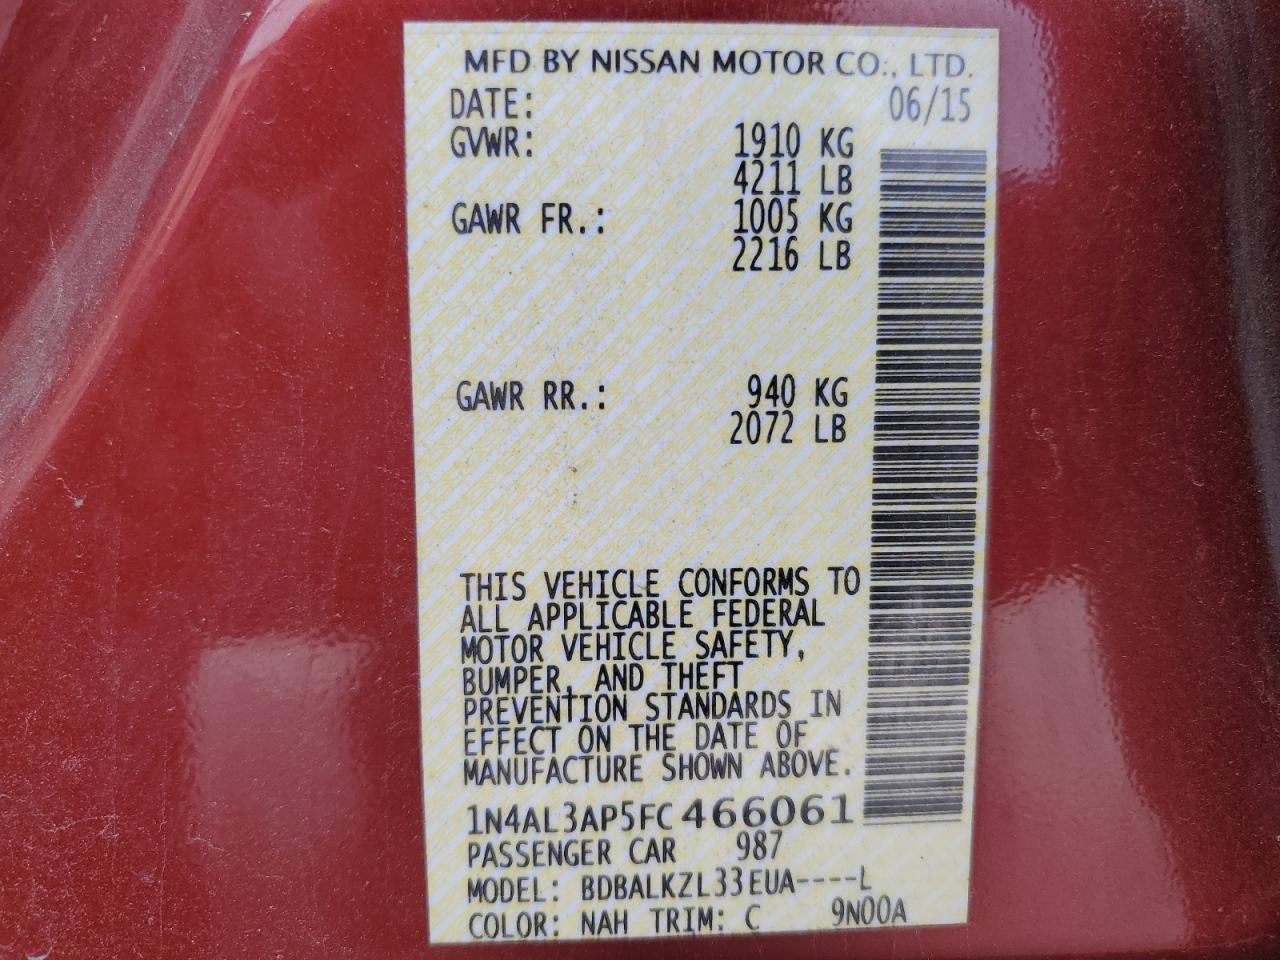 MFD BY NISSAN MOTOR CO., LTD.
DATE: 06/15
GVWR: 1910 KG
4211 LB
GAWR FR.: 1005 KG
2216 LB
GAWR RR.: 940 KG
2072 LB
THIS VEHICLE CONFORMS TO
ALL APPLICABLE FEDERAL
MOTOR VEHICLE SAFETY,
BUMPER, AND THEFT
PREVENTION STANDARDS IN
EFFECT ON THE DATE OF
MANUFACTURE SHOWN ABOVE.
1N4AL3AP5FC466061
PASSENGER CAR 987
MODEL: BDBALKZL33EUA----L
COLOR: NAH TRIM: C 9N00A